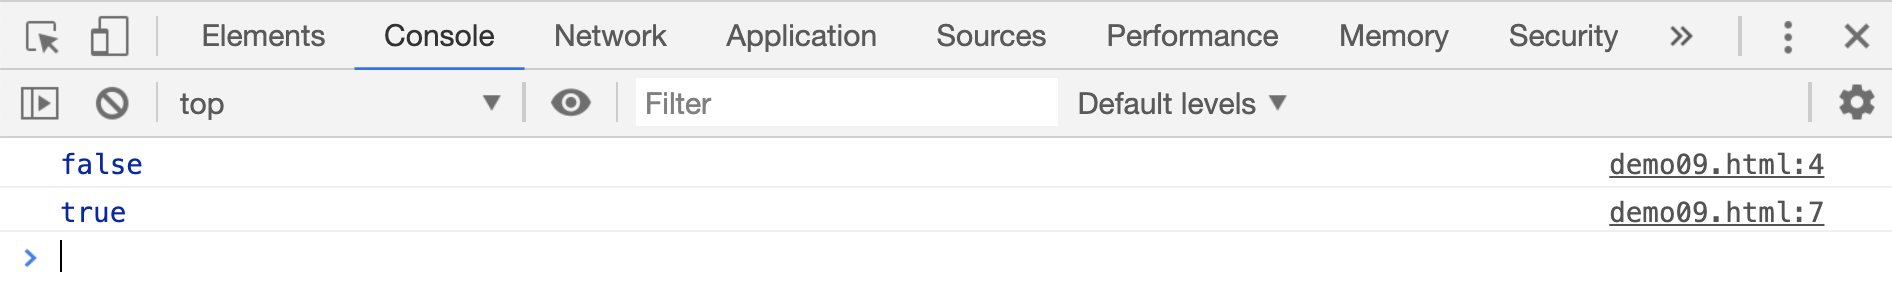 Elements Console Network Application Sources Performance Memory Security »
top ▼ Filter Default levels ▼
false demo09.html:4
true demo09.html:7
>